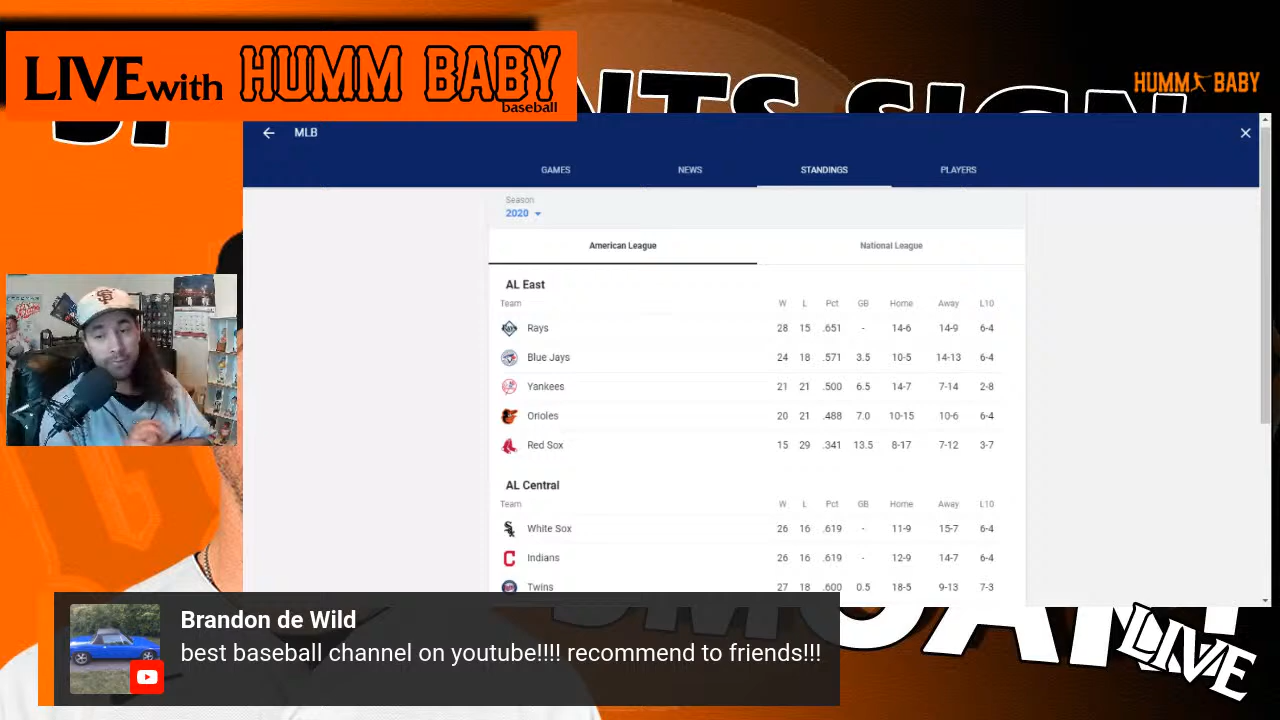 LIVE with HUMM BABY
baseball
HUMM BABY
NTS SIGN
MLB
GAMES NEWS STANDINGS PLAYERS
Season
2020
American League National League
AL East
Team W L Pct GB Home Away L10
Rays 28 15 .651 - 14-6 14-9 6-4
Blue Jays 24 18 .571 3.5 10-5 14-13 6-4
Yankees 21 21 .500 6.5 14-7 7-14 2-8
Orioles 20 21 .488 7.0 10-15 10-6 6-4
Red Sox 15 29 .341 13.5 8-17 7-12 3-7
AL Central
Team W L Pct GB Home Away L10
White Sox 26 16 .619 - 11-9 15-7 6-4
Indians 26 16 .619 - 12-9 14-7 6-4
Twins 27 18 .600 0.5 18-5 9-13 7-3
Brandon de Wild
best baseball channel on youtube!!!! recommend to friends!!!
LIVE